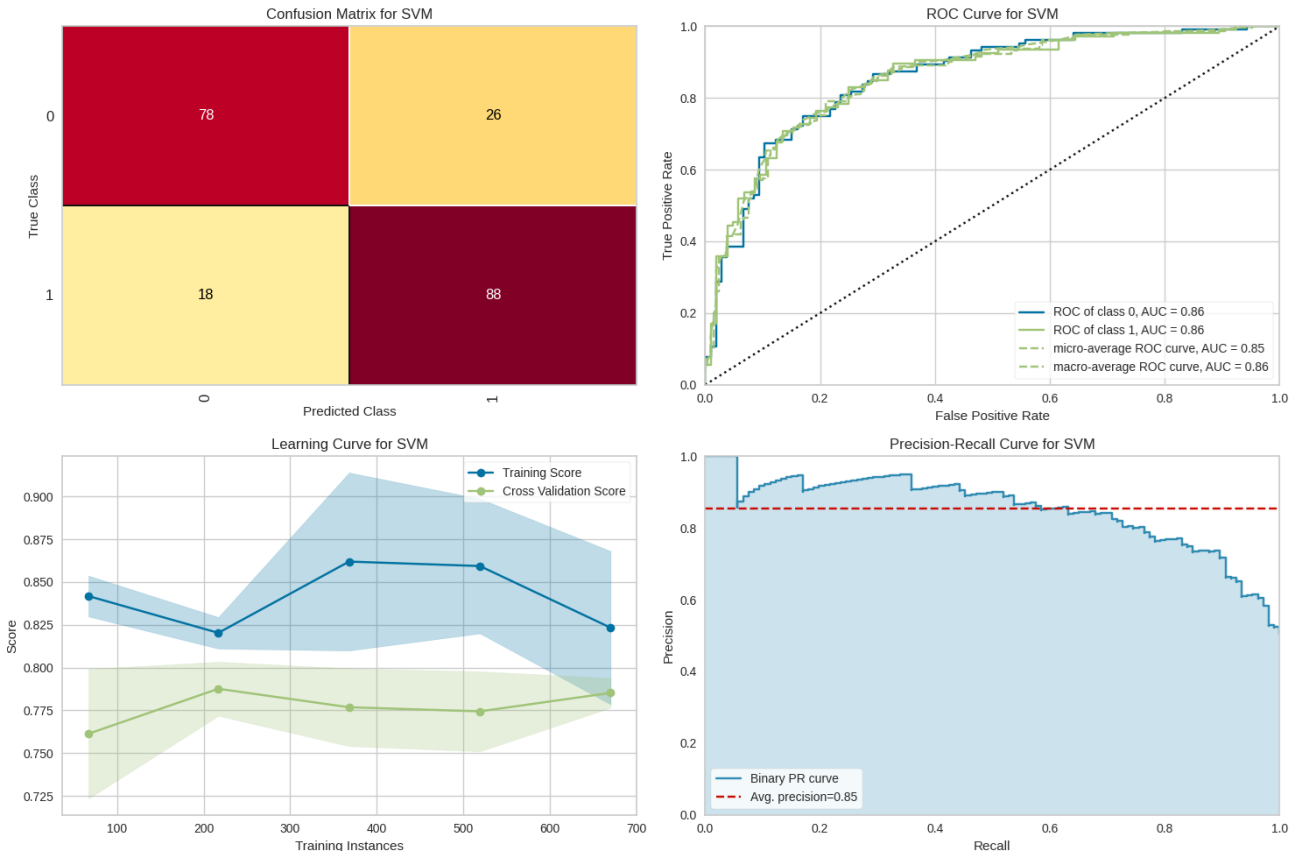 Confusion Matrix for SVM
True Class
0
1
78
26
18
88
0
1
Predicted Class
ROC Curve for SVM
True Positive Rate
1.0
0.8
0.6
0.4
0.2
0.0
ROC of class 0, AUC = 0.86
ROC of class 1, AUC = 0.86
micro-average ROC curve, AUC = 0.85
macro-average ROC curve, AUC = 0.86
0.0 0.2 0.4 0.6 0.8 1.0
False Positive Rate
Learning Curve for SVM
Score
0.900
0.875
0.850
0.825
0.800
0.775
0.750
0.725
Training Score
Cross Validation Score
100 200 300 400 500 600 700
Training Instances
Precision-Recall Curve for SVM
Precision
1.0
0.8
0.6
0.4
0.2
0.0
Binary PR curve
Avg. precision=0.85
0.0 0.2 0.4 0.6 0.8 1.0
Recall